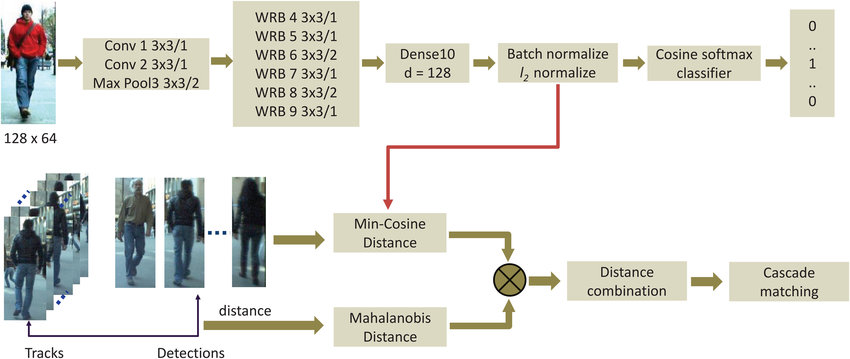 128 x 64
Conv 1 3x3/1
Conv 2 3x3/1
Max Pool3 3x3/2
WRB 4 3x3/1
WRB 5 3x3/1
WRB 6 3x3/2
WRB 7 3x3/1
WRB 8 3x3/2
WRB 9 3x3/1
Dense10
d = 128
Batch normalize
l2 normalize
Cosine softmax
classifier
0
..
1
..
0
Min-Cosine
Distance
distance
Mahalanobis
Distance
Distance
combination
Cascade
matching
Tracks
Detections